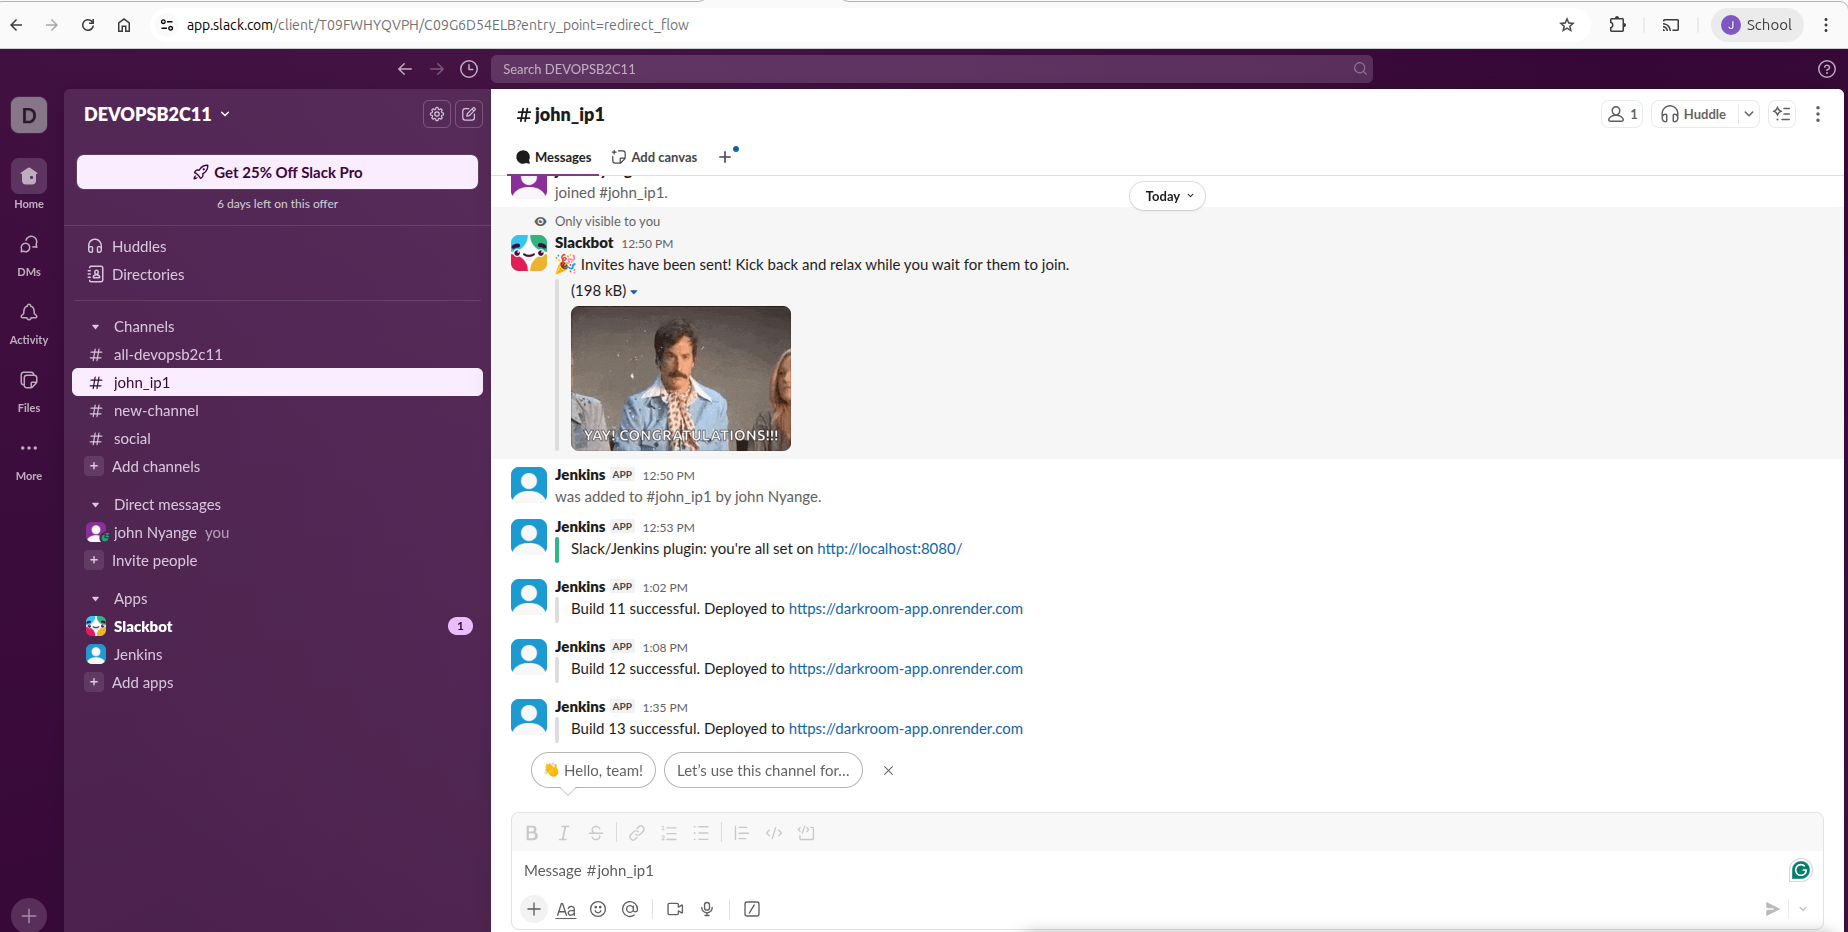 app.slack.com/client/T09FWHYQVPH/C09G6D54ELB?entry_point=redirect_flow
J School
Search DEVOPSB2C11
D
Home
DMs
Activity
Files
More
DEVOPSB2C11
Get 25% Off Slack Pro
6 days left on this offer
Huddles
Directories
Channels
# all-devopsb2c11
# john_ip1
# new-channel
# social
+ Add channels
Direct messages
john Nyange you
+ Invite people
Apps
Slackbot 1
Jenkins
+ Add apps
# john_ip1
1
Huddle
Messages
Add canvas
joined #john_ip1.
Today
Only visible to you
Slackbot 12:50 PM
🎉 Invites have been sent! Kick back and relax while you wait for them to join.
(198 kB)
YAY! CONGRATULATIONS!!!
Jenkins APP 12:50 PM
was added to #john_ip1 by john Nyange.
Jenkins APP 12:53 PM
Slack/Jenkins plugin: you're all set on http://localhost:8080/
Jenkins APP 1:02 PM
Build 11 successful. Deployed to https://darkroom-app.onrender.com
Jenkins APP 1:08 PM
Build 12 successful. Deployed to https://darkroom-app.onrender.com
Jenkins APP 1:35 PM
Build 13 successful. Deployed to https://darkroom-app.onrender.com
👋 Hello, team!
Let's use this channel for...
B I S
Message #john_ip1
G
+ Aa @